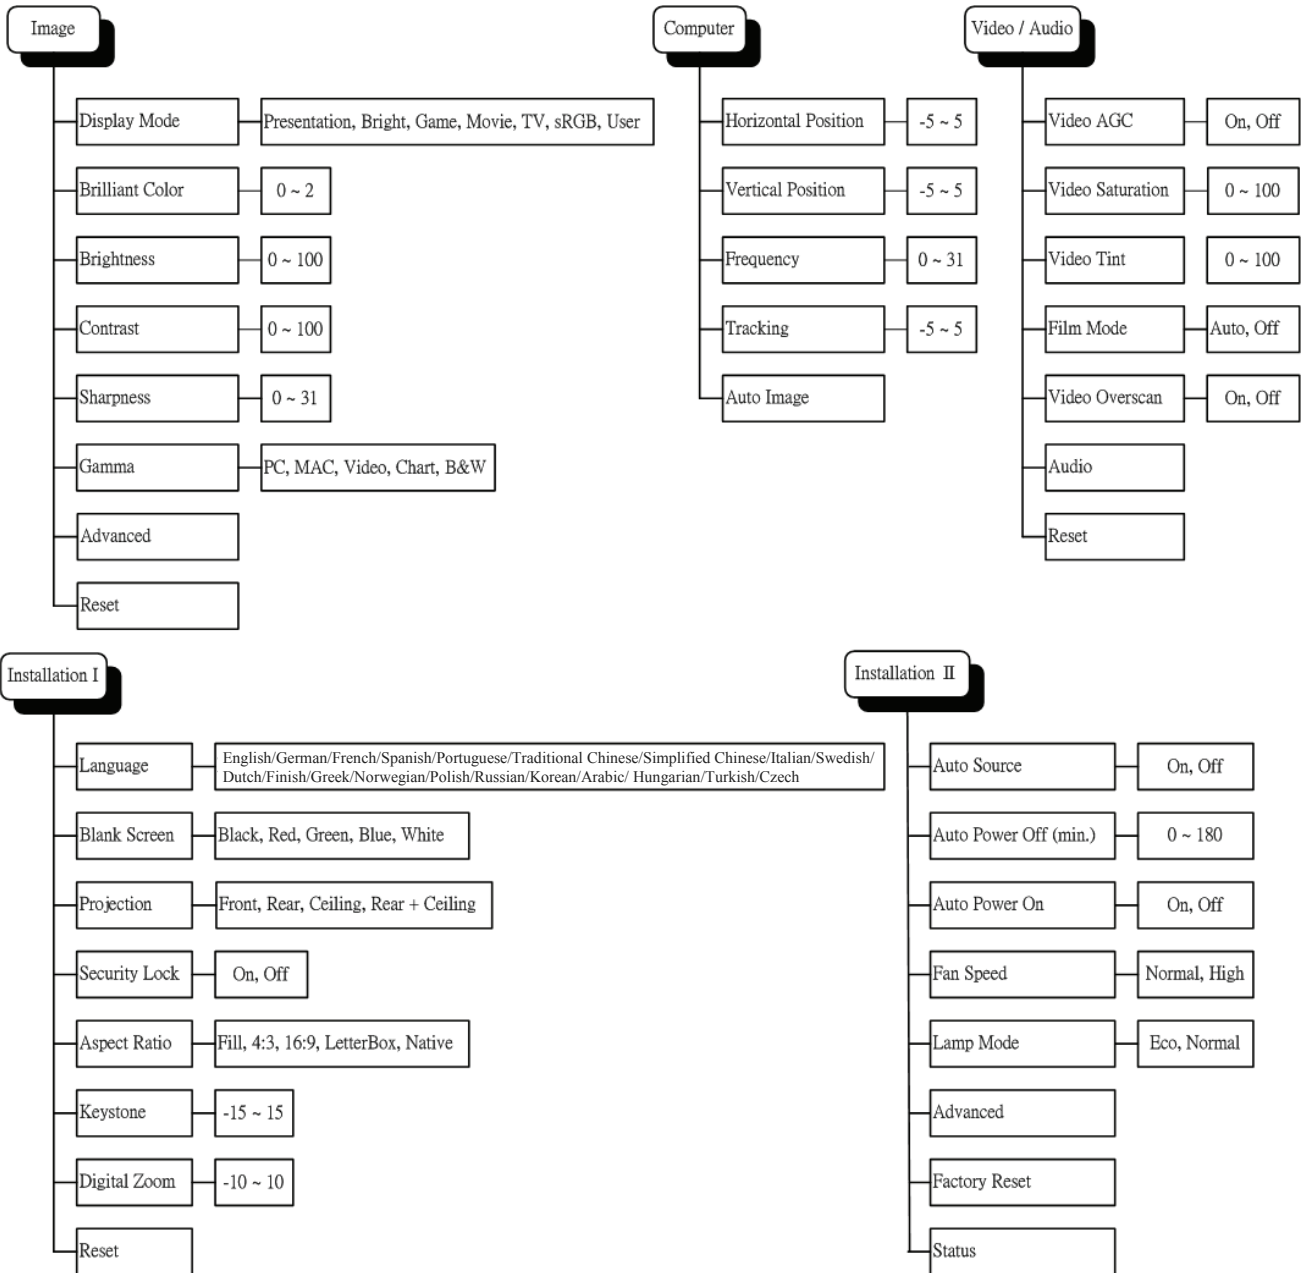 Image
Display Mode
Presentation, Bright, Game, Movie, TV, sRGB, User
Brilliant Color
0 ~ 2
Brightness
0 ~ 100
Contrast
0 ~ 100
Sharpness
0 ~ 31
Gamma
PC, MAC, Video, Chart, B&W
Advanced
Reset
Computer
Horizontal Position
-5 ~ 5
Vertical Position
-5 ~ 5
Frequency
0 ~ 31
Tracking
-5 ~ 5
Auto Image
Video / Audio
Video AGC
On, Off
Video Saturation
0 ~ 100
Video Tint
0 ~ 100
Film Mode
Auto, Off
Video Overscan
On, Off
Audio
Reset
Installation I
Language
English/German/French/Spanish/Portuguese/Traditional Chinese/Simplified Chinese/Italian/Swedish/
Dutch/Finish/Greek/Norwegian/Polish/Russian/Korean/Arabic/ Hungarian/Turkish/Czech
Blank Screen
Black, Red, Green, Blue, White
Projection
Front, Rear, Ceiling, Rear + Ceiling
Security Lock
On, Off
Aspect Ratio
Fill, 4:3, 16:9, LetterBox, Native
Keystone
-15 ~ 15
Digital Zoom
-10 ~ 10
Reset
Installation II
Auto Source
On, Off
Auto Power Off (min.)
0 ~ 180
Auto Power On
On, Off
Fan Speed
Normal, High
Lamp Mode
Eco, Normal
Advanced
Factory Reset
Status